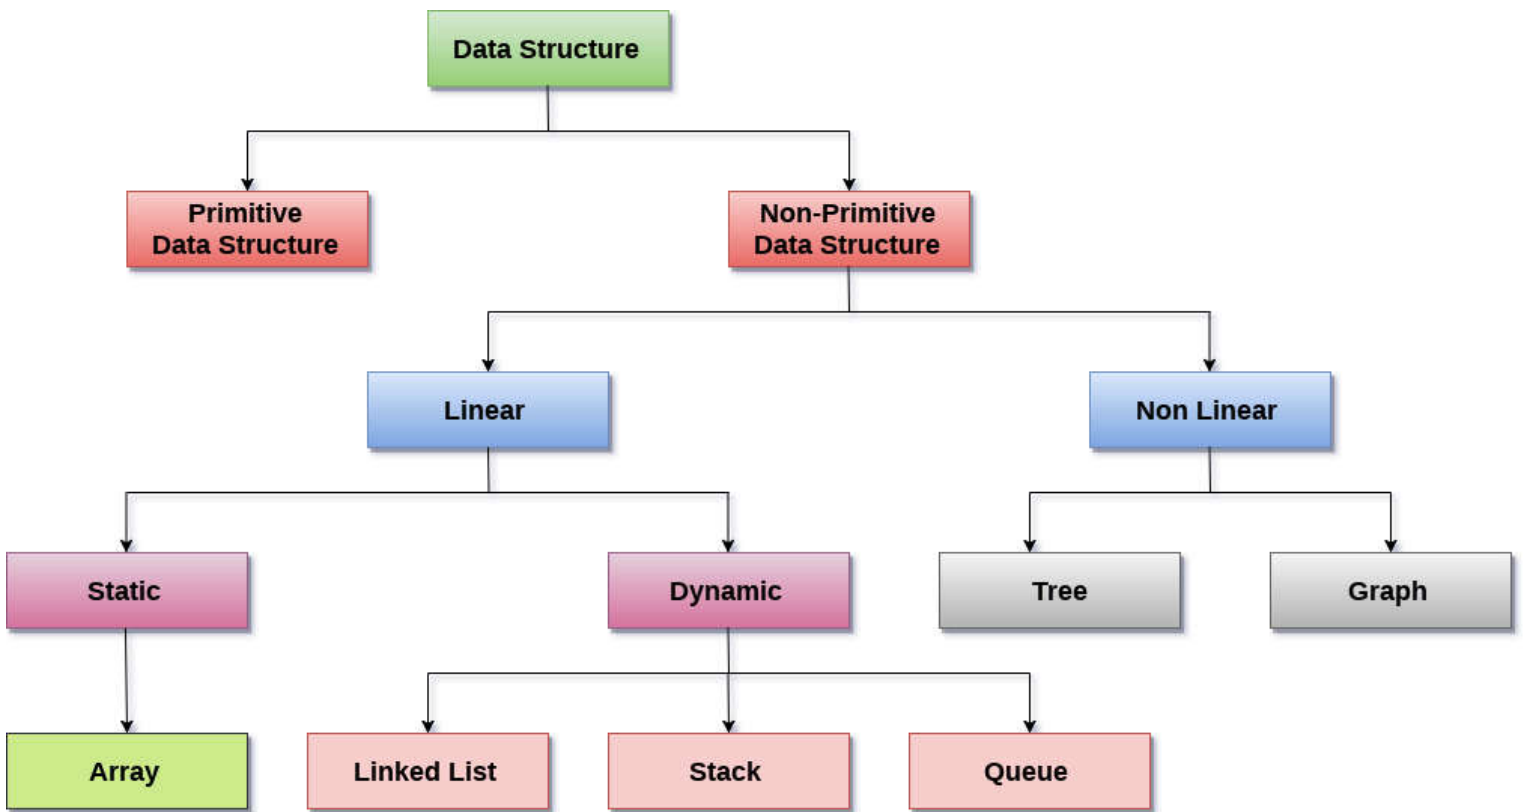 Data Structure
Primitive
Data Structure
Non-Primitive
Data Structure
Linear
Non Linear
Static
Dynamic
Tree
Graph
Array
Linked List
Stack
Queue